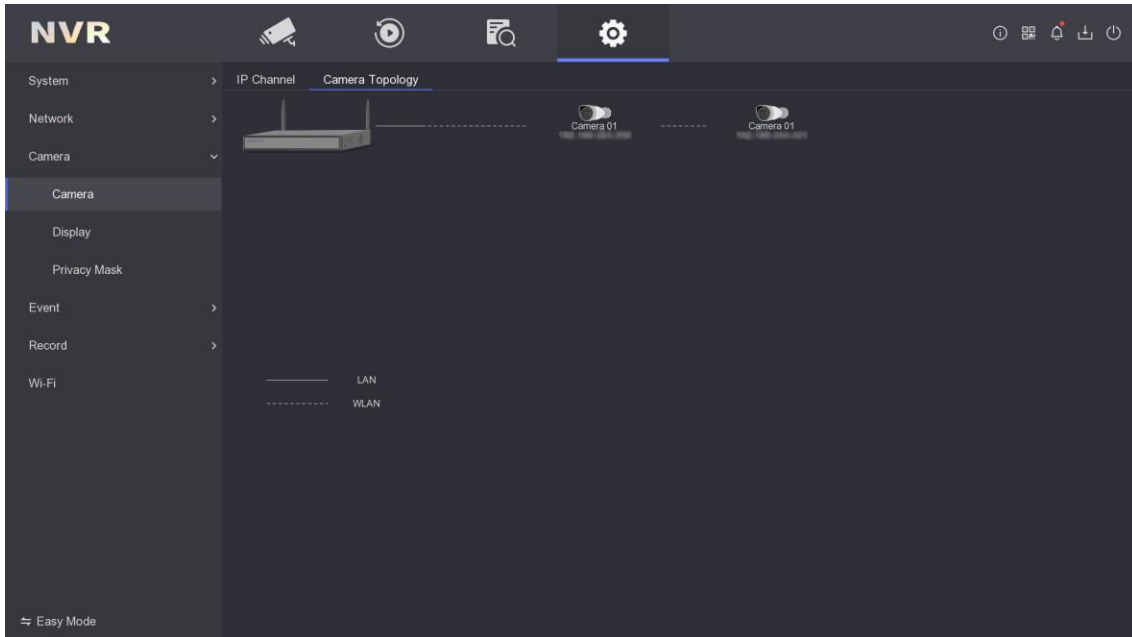 NVR
System
Network
Camera
Camera
Display
Privacy Mask
Event
Record
Wi-Fi
Easy Mode
IP Channel Camera Topology
Camera 01 Camera 01
LAN
WLAN